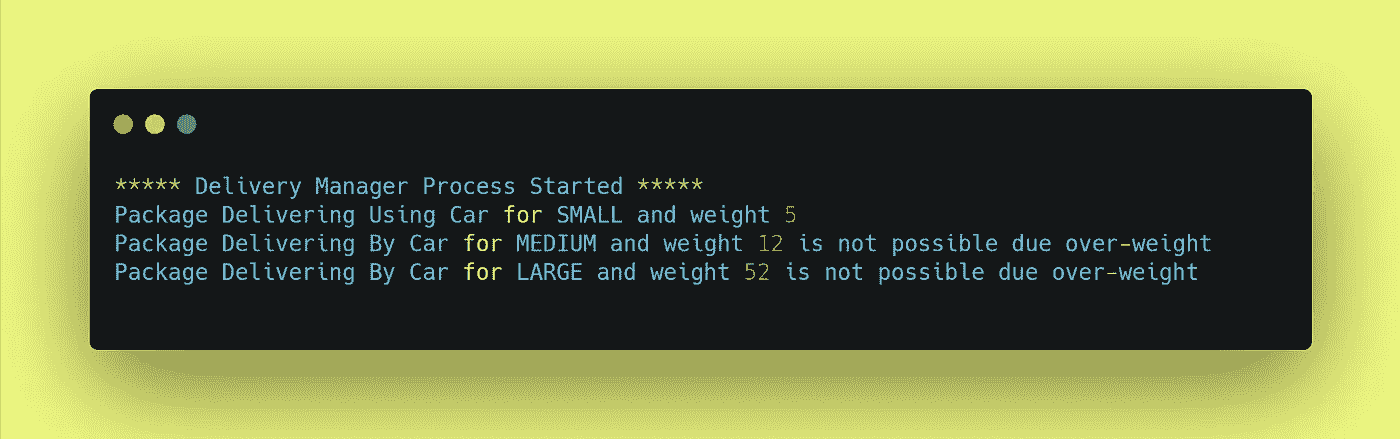 ***** Delivery Manager Process Started *****
Package Delivering Using Car for SMALL and weight 5
Package Delivering By Car for MEDIUM and weight 12 is not possible due over-weight
Package Delivering By Car for LARGE and weight 52 is not possible due over-weight